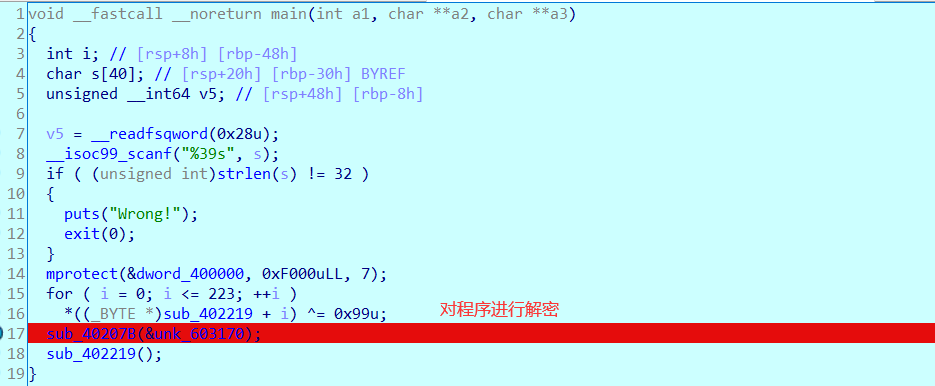 1 void __fastcall __noreturn main(int a1, char **a2, char **a3)
2 {
3   int i; // [rsp+8h] [rbp-48h]
4   char s[40]; // [rsp+20h] [rbp-30h] BYREF
5   unsigned __int64 v5; // [rsp+48h] [rbp-8h]
6
7   v5 = __readfsqword(0x28u);
8   __isoc99_scanf("%39s", s);
9   if ( (unsigned int)strlen(s) != 32 )
10   {
11     puts("Wrong!");
12     exit(0);
13   }
14   mprotect(&dword_400000, 0xF000uLL, 7);
15   for ( i = 0; i <= 223; ++i )
16     *((_BYTE *)sub_402219 + i) ^= 0x99u; 对程序进行解密
17   sub_40207B(&unk_603170);
18   sub_402219();
19 }